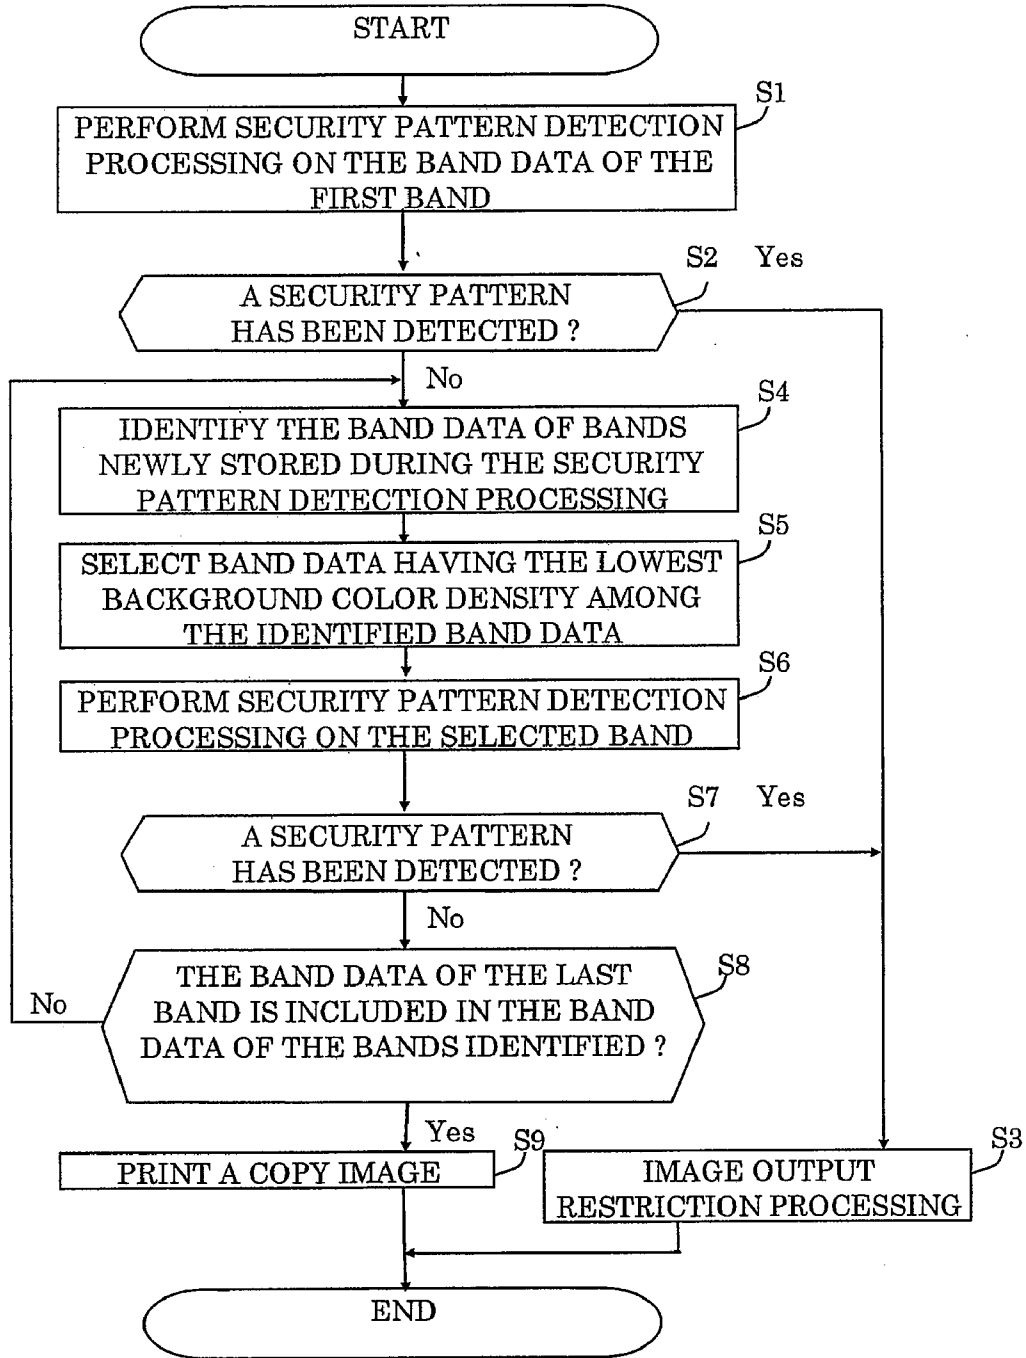 START
S1
PERFORM SECURITY PATTERN DETECTION
PROCESSING ON THE BAND DATA OF THE
FIRST BAND
S2 Yes
A SECURITY PATTERN
HAS BEEN DETECTED ?
No
S4
IDENTIFY THE BAND DATA OF BANDS
NEWLY STORED DURING THE SECURITY
PATTERN DETECTION PROCESSING
S5
SELECT BAND DATA HAVING THE LOWEST
BACKGROUND COLOR DENSITY AMONG
THE IDENTIFIED BAND DATA
S6
PERFORM SECURITY PATTERN DETECTION
PROCESSING ON THE SELECTED BAND
S7 Yes
A SECURITY PATTERN
HAS BEEN DETECTED ?
No
S8
THE BAND DATA OF THE LAST
BAND IS INCLUDED IN THE BAND
DATA OF THE BANDS IDENTIFIED ?
No
Yes
S9
PRINT A COPY IMAGE
S3
IMAGE OUTPUT
RESTRICTION PROCESSING
END